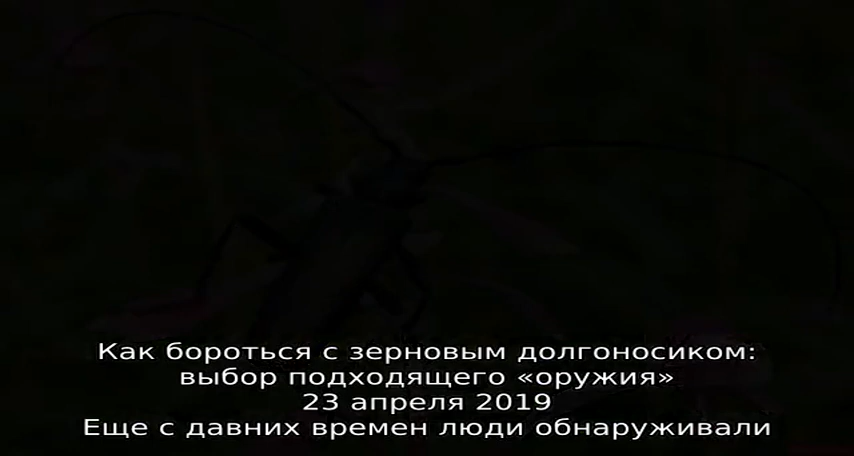 Как бороться с зерновым долгоносиком:
выбор подходящего «оружия»
23 апреля 2019
Еще с давних времен люди обнаруживали